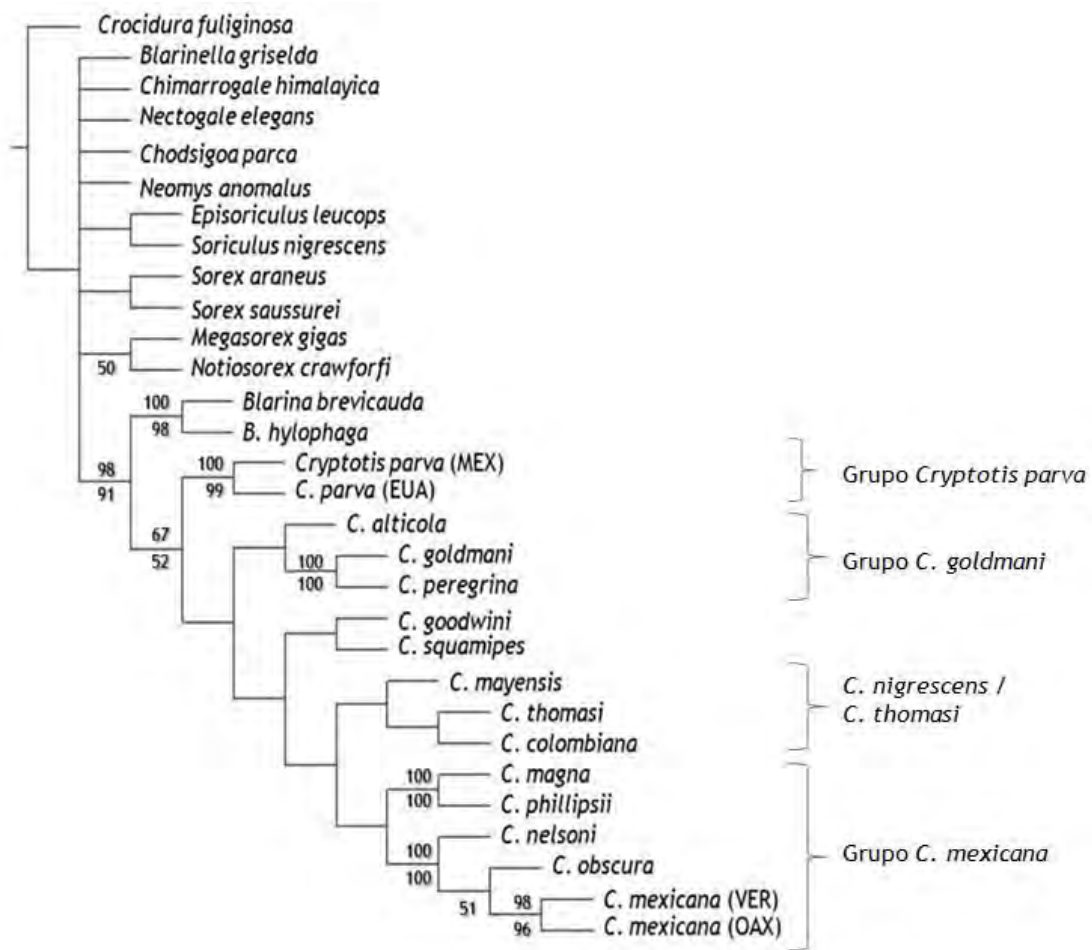 Crocidura fuliginosa
Blarinella griselda
Chimarrogale himalayica
Nectogale elegans
Chodsigoa parca
Neomys anomalus
Episoriculus leucops
Soriculus nigrescens
Sorex araneus
Sorex saussurei
Megasorex gigas
50
Notiosorex crawforfi
100
Blarina brevicauda
98
B. hylophaga
98
91
100
Cryptotis parva (MEX)
99
C. parva (EUA)
Grupo Cryptotis parva
67
52
C. alticola
100
C. goldmani
100
C. peregrina
Grupo C. goldmani
C. goodwini
C. squamipes
C. mayensis
C. thomasi
C. colombiana
C. nigrescens /
C. thomasi
100
C. magna
100
C. phillipsii
100
C. nelsoni
100
C. obscura
51
98
C. mexicana (VER)
96
C. mexicana (OAX)
Grupo C. mexicana